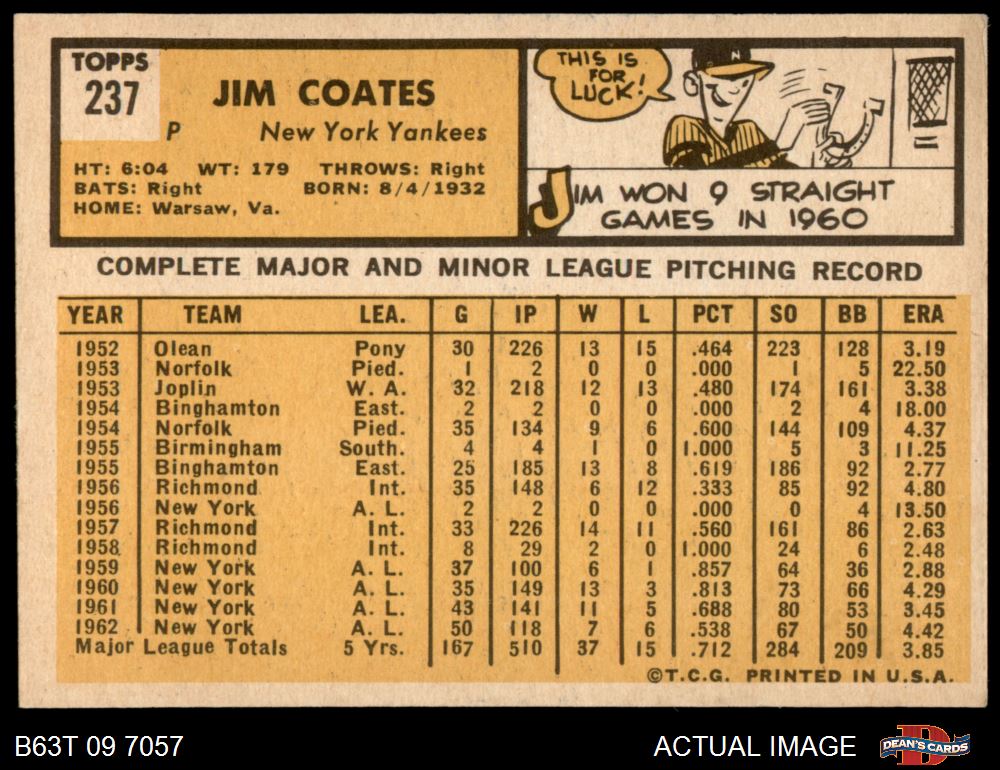 TOPPS
237
JIM COATES
P New York Yankees
HT: 6:04 WT: 179 THROWS: Right
BATS: Right BORN: 8/4/1932
HOME: Warsaw, Va.
THIS IS
FOR
LUCK!
N
JIM WON 9 STRAIGHT
GAMES IN 1960
COMPLETE MAJOR AND MINOR LEAGUE PITCHING RECORD
YEAR TEAM LEA. G IP W L PCT SO BB ERA
1952 Olean Pony 30 226 13 15 .464 223 128 3.19
1953 Norfolk Pied. 1 2 0 0 .000 1 5 22.50
1953 Joplin W. A. 32 218 12 13 .480 174 161 3.38
1954 Binghamton East. 2 2 0 0 .000 2 4 18.00
1954 Norfolk Pied. 35 134 9 6 .600 144 109 4.37
1955 Birmingham South. 4 4 1 0 1.000 5 3 11.25
1955 Binghamton East. 25 185 13 8 .619 186 92 2.77
1956 Richmond Int. 35 148 6 12 .333 85 92 4.80
1956 New York A. L. 2 2 0 0 .000 0 4 13.50
1957 Richmond Int. 33 226 14 11 .560 161 86 2.63
1958 Richmond Int. 8 29 2 0 1.000 24 6 2.48
1959 New York A. L. 37 100 6 1 .857 64 36 2.88
1960 New York A. L. 35 149 13 3 .813 73 66 4.29
1961 New York A. L. 43 141 11 5 .688 80 53 3.45
1962 New York A. L. 50 118 7 6 .538 67 50 4.42
Major League Totals 5 Yrs. 167 510 37 15 .712 284 209 3.85
©T.C.G. PRINTED IN U.S.A.
B63T 09 7057 ACTUAL IMAGE DEAN'S CARDS